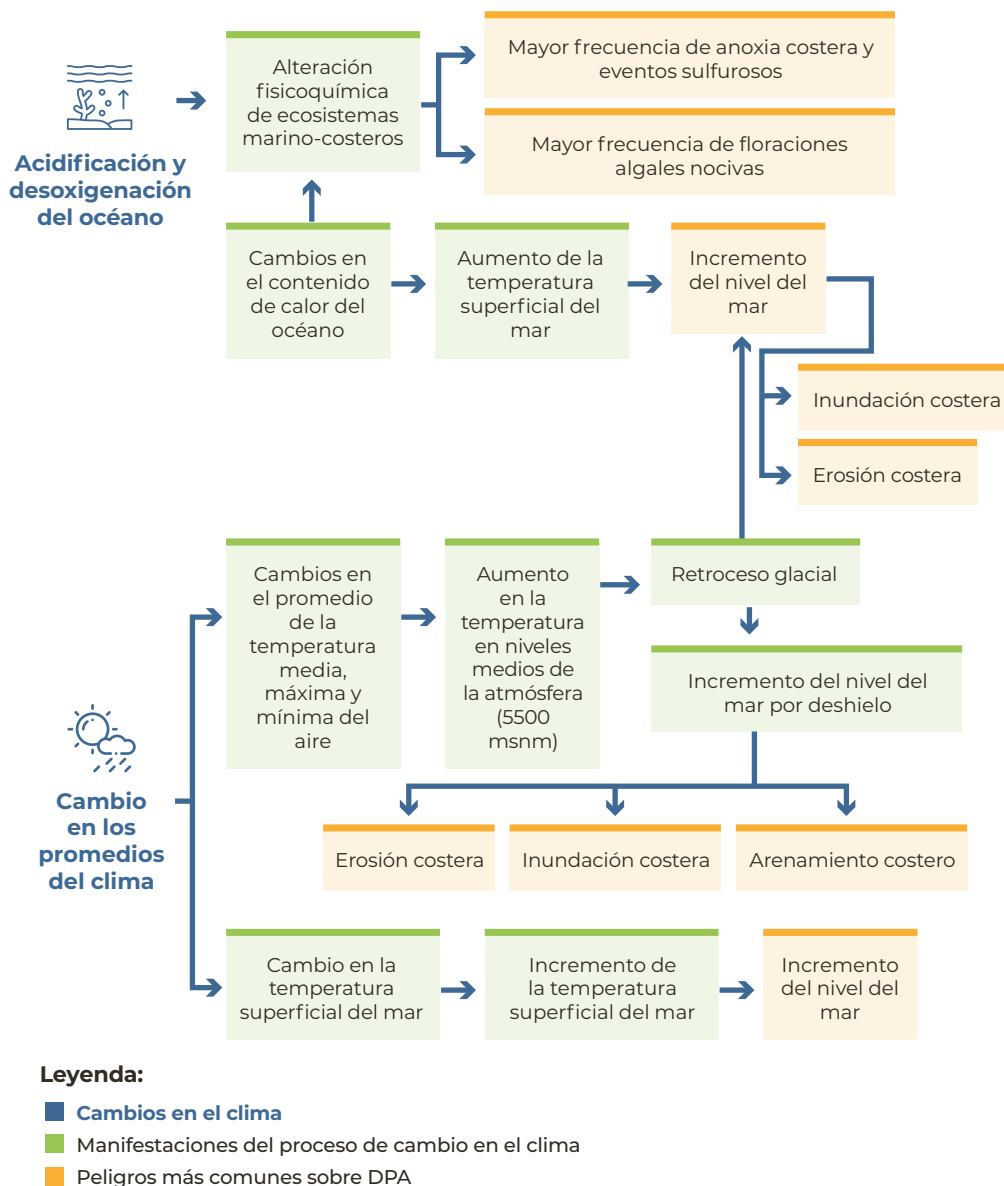 Acidificación y
desoxigenación
del océano
Alteración
fisicoquímica
de ecosistemas
marino-costeros
Mayor frecuencia de anoxia costera y
eventos sulfurosos
Mayor frecuencia de floraciones
algales nocivas
Cambios en
el contenido
de calor del
océano
Aumento de la
temperatura
superficial del
mar
Incremento
del nivel del
mar
Inundación costera
Erosión costera
Cambio
en los
promedios
del clima
Cambios en
el promedio
de la
temperatura
media,
máxima y
mínima del
aire
Aumento
en la
temperatura
en niveles
medios de
la atmósfera
(5500
msnm)
Retroceso glacial
Incremento del nivel del
mar por deshielo
Erosión costera
Inundación costera
Arenamiento costero
Cambio en la
temperatura
superficial del mar
Incremento de
la temperatura
superficial del mar
Incremento
del nivel del
mar
Leyenda:
Cambios en el clima
Manifestaciones del proceso de cambio en el clima
Peligros más comunes sobre DPA